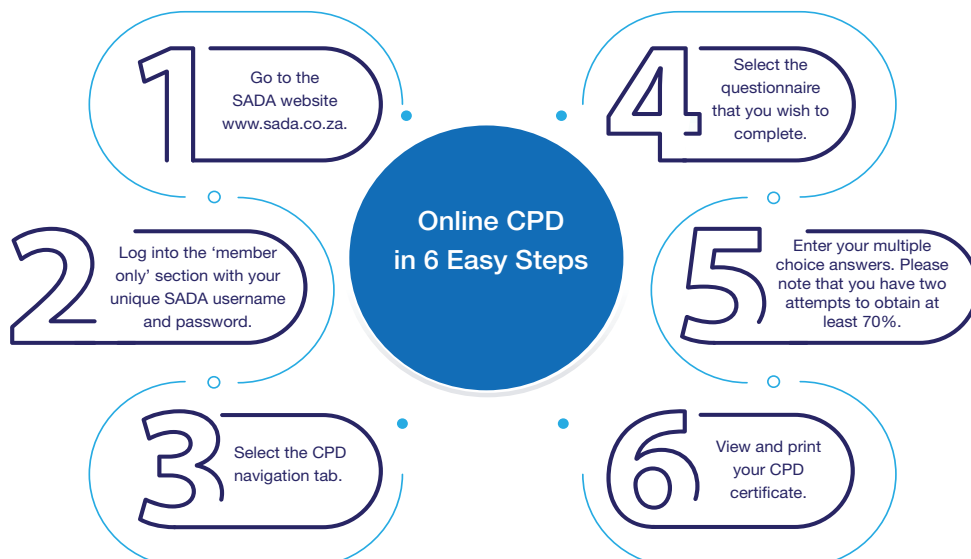 Online CPD
in 6 Easy Steps
1
Go to the
SADA website
www.sada.co.za.
2
Log into the ‘member
only’ section with your
unique SADA username
and password.
3
Select the CPD
navigation tab.
4
Select the
questionnaire
that you wish to
complete.
5
Enter your multiple
choice answers. Please
note that you have two
attempts to obtain at
least 70%.
6
View and print
your CPD
certificate.